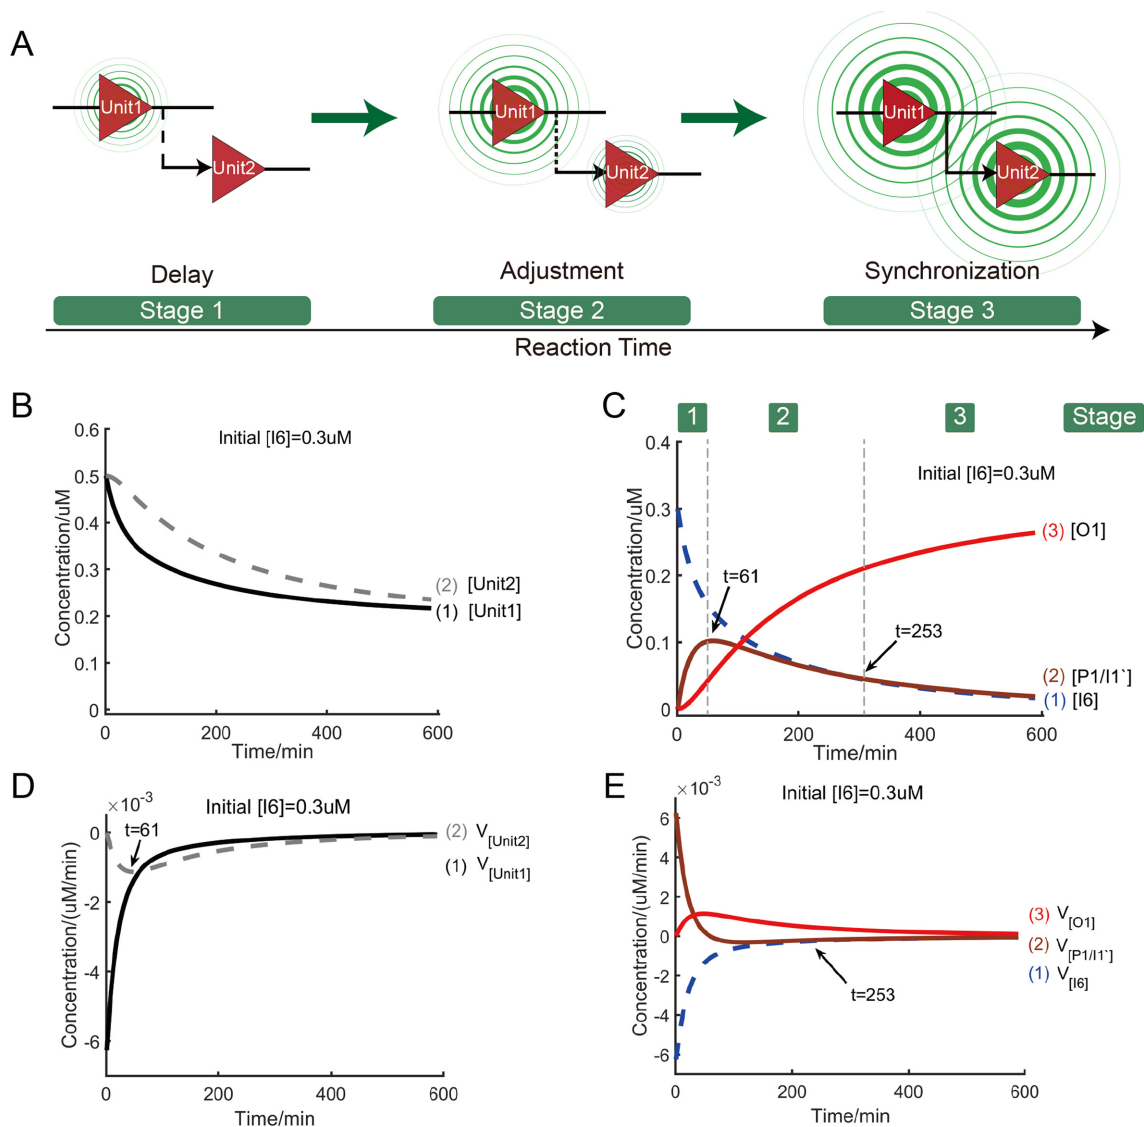 A
Unit1
Unit2
Unit1
Unit2
Unit1
Unit2
Delay
Adjustment
Synchronization
Stage 1
Stage 2
Stage 3
Reaction Time
B
Initial [I6]=0.3uM
0.6
0.5
0.4
0.3
0.2
0.1
0
Concentration/uM
(2) [Unit2]
(1) [Unit1]
0 200 400 600
Time/min
C
1 2 3 Stage
Initial [I6]=0.3uM
0.4
0.3
0.2
0.1
0
Concentration/uM
t=61
t=253
(3) [O1]
(2) [P1/I1`]
(1) [I6]
0 200 400 600
Time/min
D
×10⁻³
Initial [I6]=0.3uM
t=61
0
-2
-4
-6
Concentration/(uM/min)
(2) V[Unit2]
(1) V[Unit1]
0 200 400 600
Time/min
E
×10⁻³
Initial [I6]=0.3uM
6
4
2
0
-2
-4
-6
Concentration/(uM/min)
t=253
(3) V[O1]
(2) V[P1/I1`]
(1) V[I6]
0 200 400 600
Time/min